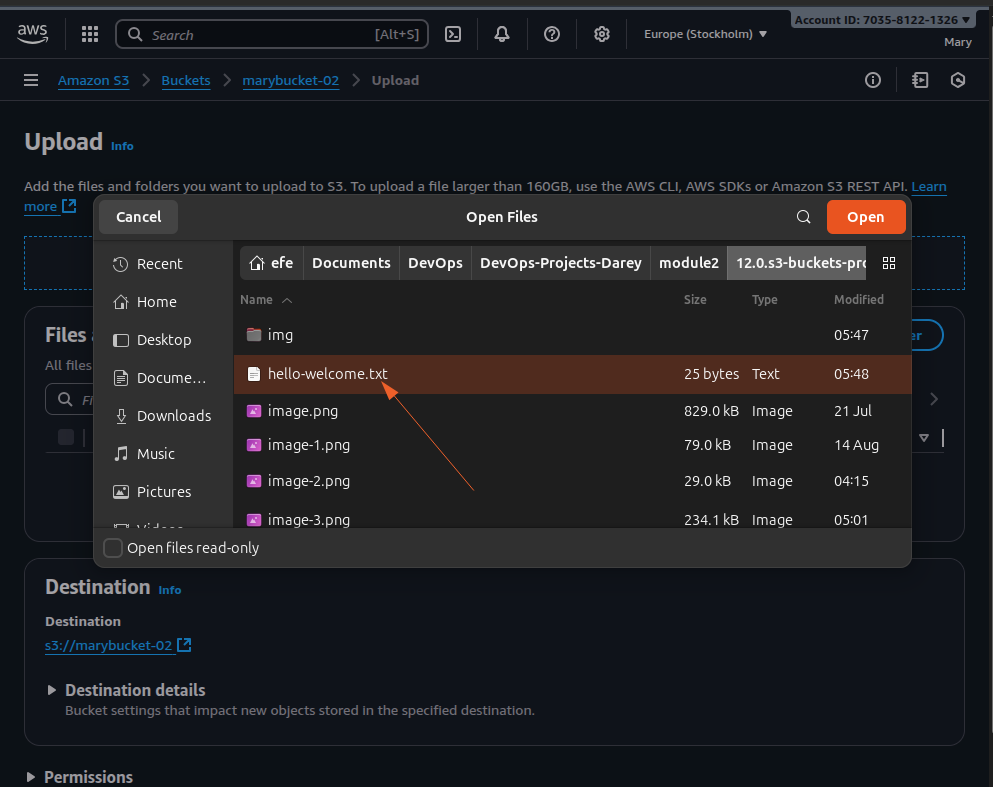 aws
Search [Alt+S]
Europe (Stockholm)
Account ID: 7035-8122-1326
Mary
Amazon S3 Buckets marybucket-02 Upload
Upload Info
Add the files and folders you want to upload to S3. To upload a file larger than 160GB, use the AWS CLI, AWS SDKs or Amazon S3 REST API. Learn
more
Cancel Open Files Open
Recent
Home
Desktop
Docume...
Downloads
Music
Pictures
Videos
efe Documents DevOps DevOps-Projects-Darey module2 12.0.s3-buckets-pro
Name Size Type Modified
img 05:47
hello-welcome.txt 25 bytes Text 05:48
image.png 829.0 kB Image 21 Jul
image-1.png 79.0 kB Image 14 Aug
image-2.png 29.0 kB Image 04:15
image-3.png 234.1 kB Image 05:01
Open files read-only
Files
All files
er
Destination Info
Destination
s3://marybucket-02
Destination details
Bucket settings that impact new objects stored in the specified destination.
Permissions